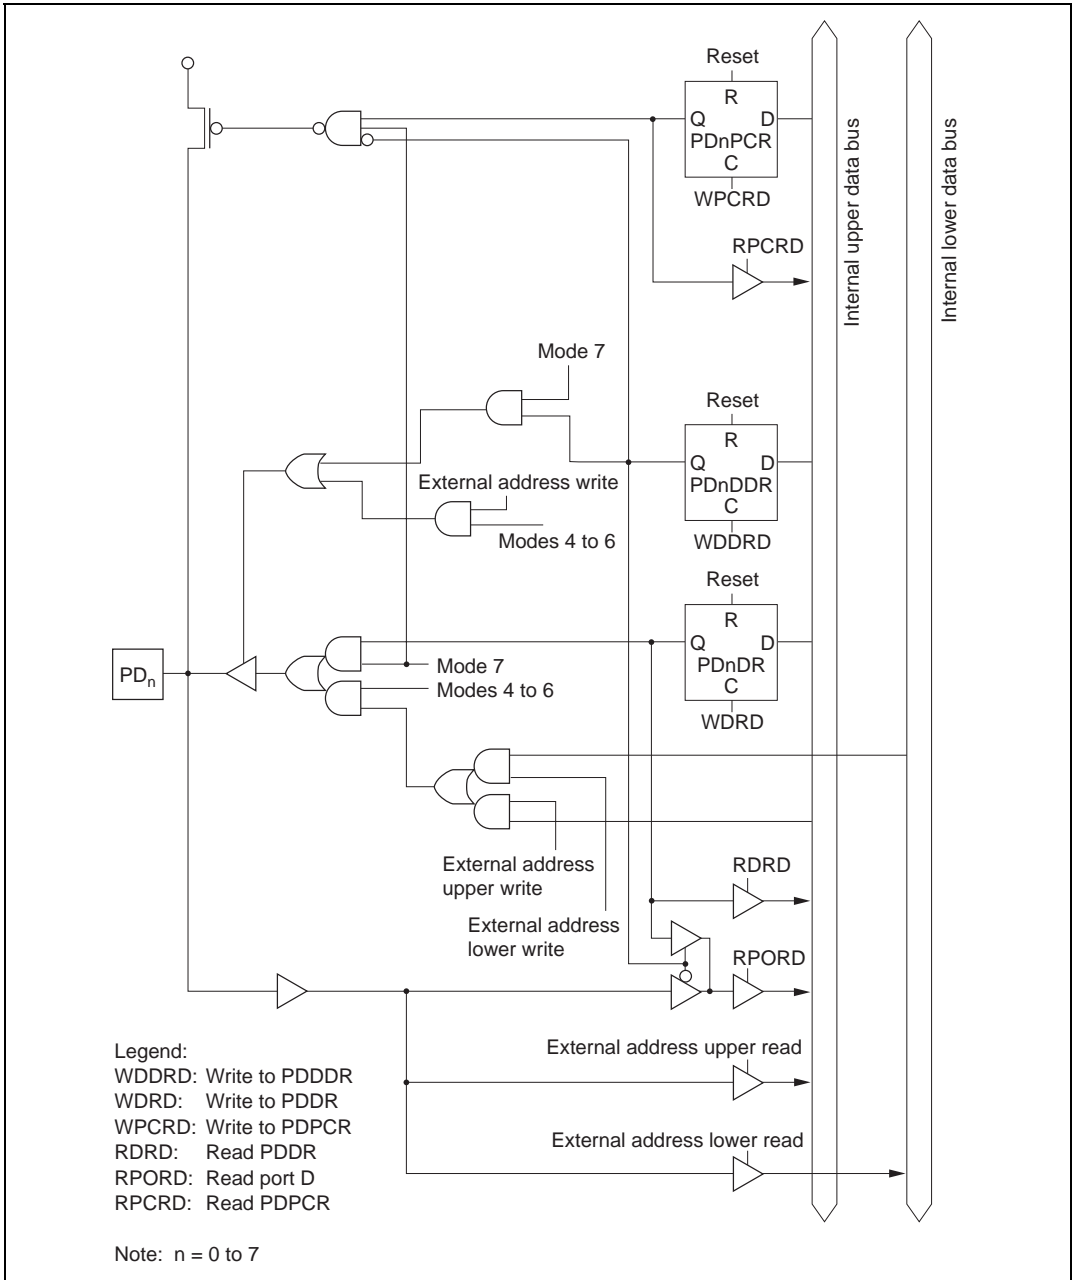 Reset
R
Q D
PDnPCR
C
WPCRD
RPCRD
Internal upper data bus
Internal lower data bus
Mode 7
Reset
R
Q D
PDnDDR
C
WDDRD
External address write
Modes 4 to 6
Reset
R
Q D
PDnDR
C
WDRD
PDn
Mode 7
Modes 4 to 6
External address
upper write
External address
lower write
RDRD
RPORD
External address upper read
External address lower read
Legend:
WDDRD: Write to PDDDR
WDRD: Write to PDDR
WPCRD: Write to PDPCR
RDRD: Read PDDR
RPORD: Read port D
RPCRD: Read PDPCR
Note: n = 0 to 7